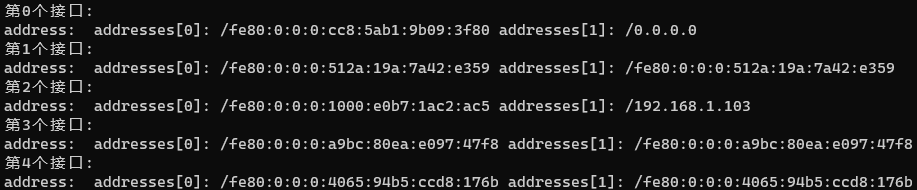 第0个接口:
address:  addresses[0]: /fe80:0:0:0:cc8:5ab1:9b09:3f80 addresses[1]: /0.0.0.0
第1个接口:
address:  addresses[0]: /fe80:0:0:0:512a:19a:7a42:e359 addresses[1]: /fe80:0:0:0:512a:19a:7a42:e359
第2个接口:
address:  addresses[0]: /fe80:0:0:0:1000:e0b7:1ac2:ac5 addresses[1]: /192.168.1.103
第3个接口:
address:  addresses[0]: /fe80:0:0:0:a9bc:80ea:e097:47f8 addresses[1]: /fe80:0:0:0:a9bc:80ea:e097:47f8
第4个接口:
address:  addresses[0]: /fe80:0:0:0:4065:94b5:ccd8:176b addresses[1]: /fe80:0:0:0:4065:94b5:ccd8:176b